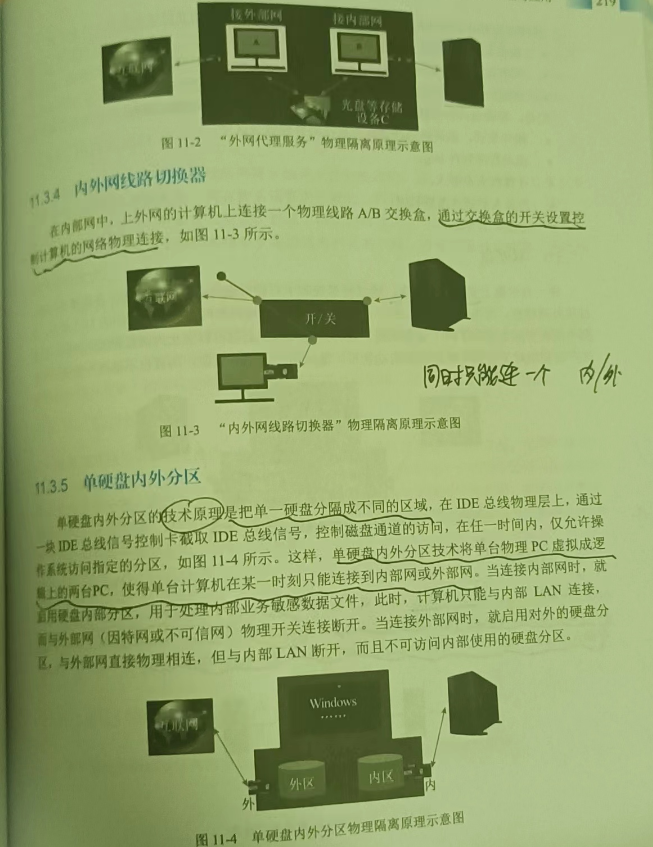 219
接外部网 接内部网
A B
互联网
光盘等存储
设备C
图 11-2 “外网代理服务”物理隔离原理示意图
11.3.4 内外网线路切换器
在内部网中，上外网的计算机上连接一个物理线路 A/B 交换盒，通过交换盒的开关设置控
制计算机的网络物理连接，如图 11-3 所示。
互联网
开/关
同时只能连一个 内/外
图 11-3 “内外网线路切换器”物理隔离原理示意图
11.3.5 单硬盘内外分区
单硬盘内外分区的技术原理是把单一硬盘分隔成不同的区域，在 IDE 总线物理层上，通过
一块 IDE 总线信号控制卡截取 IDE 总线信号，控制磁盘通道的访问，在任一时间内，仅允许操
作系统访问指定的分区，如图 11-4 所示。这样，单硬盘内外分区技术将单台物理 PC 虚拟成逻
辑上的两台PC，使得单台计算机在某一时刻只能连接到内部网或外部网。当连接内部网时，就
启用硬盘内部分区，用于处理内部业务敏感数据文件，此时，计算机只能与内部 LAN 连接，
而与外部网（因特网或不可信网）物理开关连接断开。当连接外部网时，就启用对外的硬盘分
区，与外部网直接物理相连，但与内部 LAN 断开，而且不可访问内部使用的硬盘分区。
Windows
······
互联网
外区 内区
外 内
图 11-4 单硬盘内外分区物理隔离原理示意图